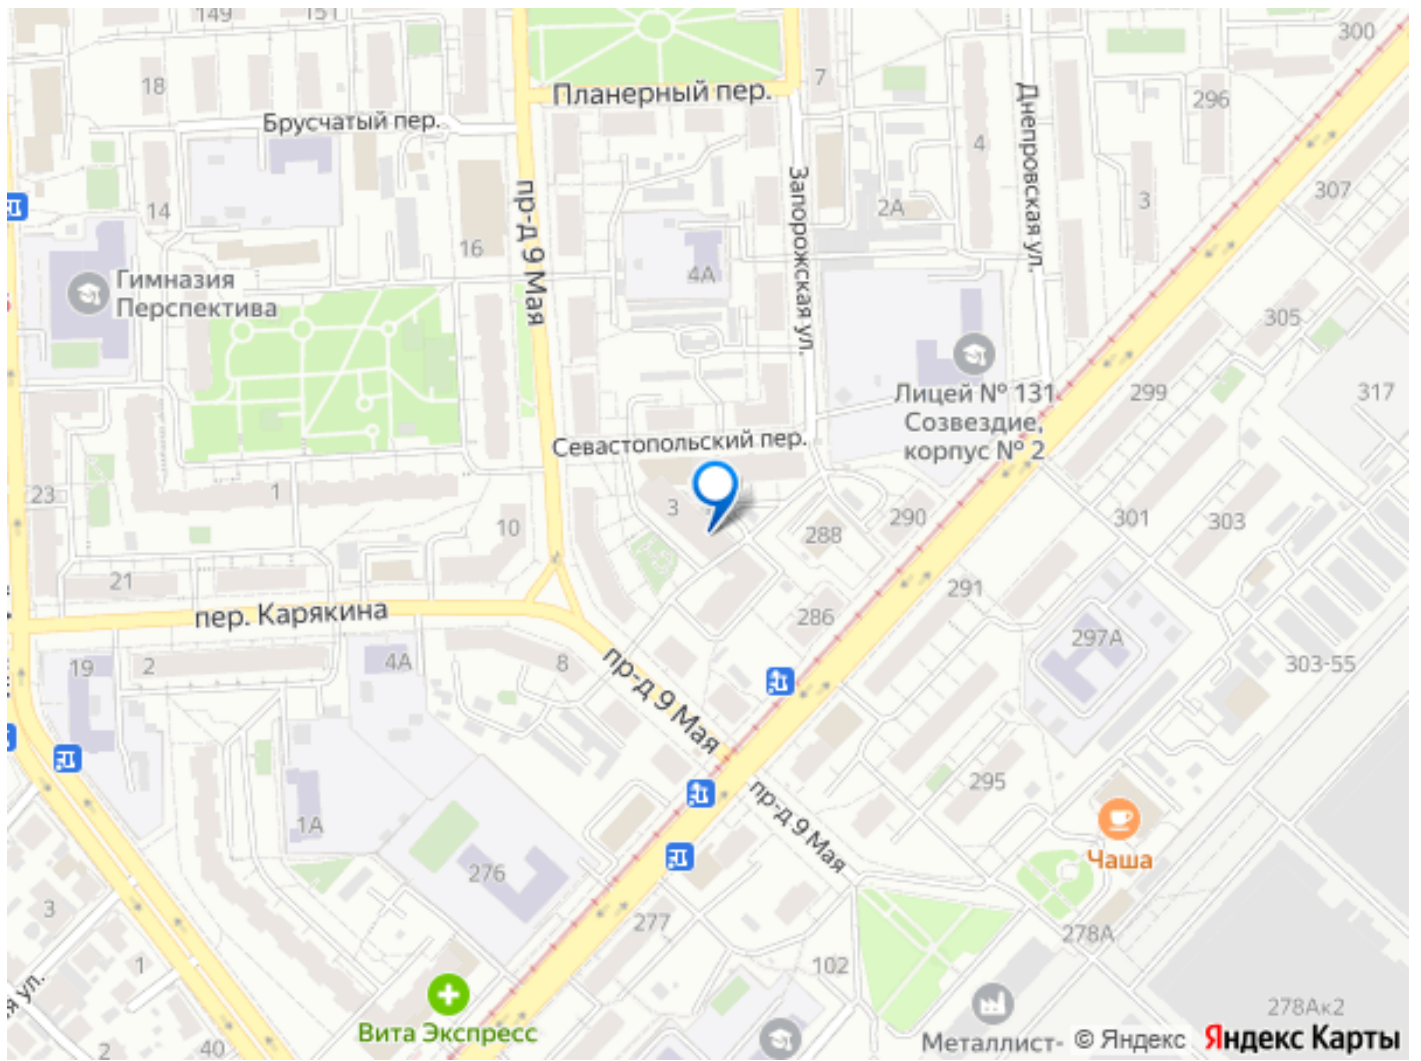 149
151
300
18
Планерный пер.
7
296
Брусчатый пер.
Днепровская ул.
4
307
14
16
пр-д 9 Мая
Запорожская ул.
2А
3
4А
Гимназия
Перспектива
305
Лицей № 131
Созвездие,
корпус № 2
299
317
Севастопольский пер.
23
1
10
3
288
290
301
303
21
пер. Карякина
286
291
297А
303-55
19
2
4А
8
пр-д 9 Мая
295
1А
276
пр-д 9 Мая
Чаша
3
277
278А
1
102
ул.
Вита Экспресс
278Ак2
2
40
Металлист-
© Яндекс
Яндекс Карты